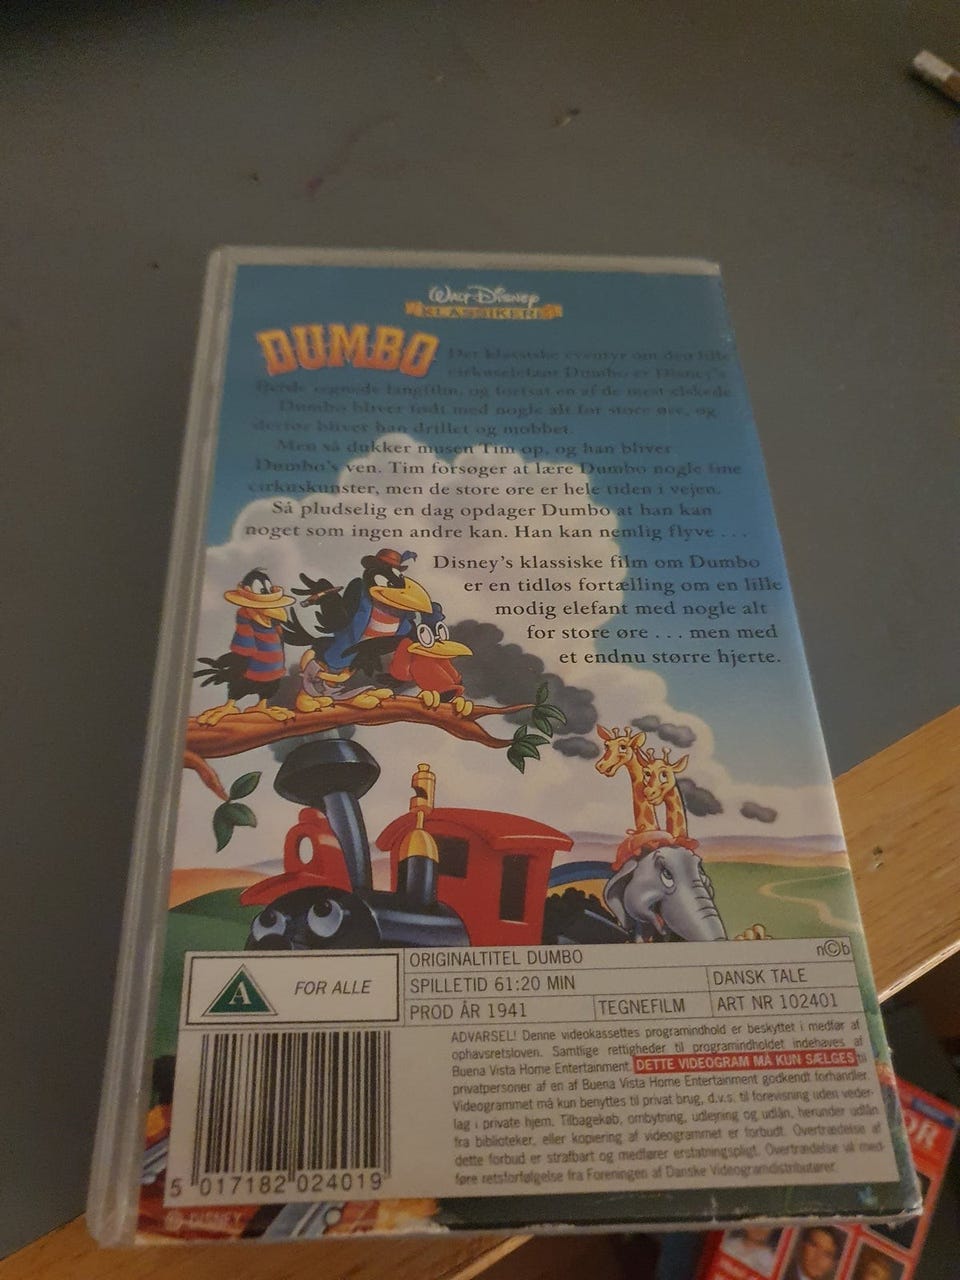 WALT DISNEY
KLASSIKERE
DUMBO
Det klassiske eventyr om den lille
cirkuselefant Dumbo er Disney's
fjerde tegnede langfilm, og fortsat en af de mest elskede.
Dumbo bliver født med nogle alt for store øre, og
derfor bliver han drillet og mobbet.
Men så dukker musen Tim op, og han bliver
Dumbo's ven. Tim forsøger at lære Dumbo nogle fine
cirkuskunster, men de store øre er hele tiden i vejen.
Så pludselig en dag opdager Dumbo at han kan
noget som ingen andre kan. Han kan nemlig flyve . . .
Disney's klassiske film om Dumbo
er en tidløs fortælling om en lille
modig elefant med nogle alt
for store øre . . . men med
et endnu større hjerte.
A FOR ALLE
ORIGINALTITEL DUMBO
n©b
SPILLETID 61:20 MIN
DANSK TALE
PROD ÅR 1941
TEGNEFILM
ART NR 102401
ADVARSEL! Denne videokassettes programindhold er beskyttet i medfør af
ophavsretsloven. Samtlige rettigheder til programindholdet indehaves af
Buena Vista Home Entertainment. DETTE VIDEOGRAM MÅ KUN SÆLGES til
privatpersoner af en af Buena Vista Home Entertainment godkendt forhandler.
Videogrammet må kun benyttes til privat brug, d.v.s. til forevisning uden veder-
lag i private hjem. Tilbagekøb, ombytning, udlejning og udlån, herunder udlån
fra biblioteker, eller kopiering af videogrammet er forbudt. Overtrædelse af
dette forbud er strafbart og medfører erstatningspligt. Overtrædelse vil med-
føre retsforfølgelse fra Foreningen af Danske Videogramdistributører.
5 017182 024019
© DISNEY